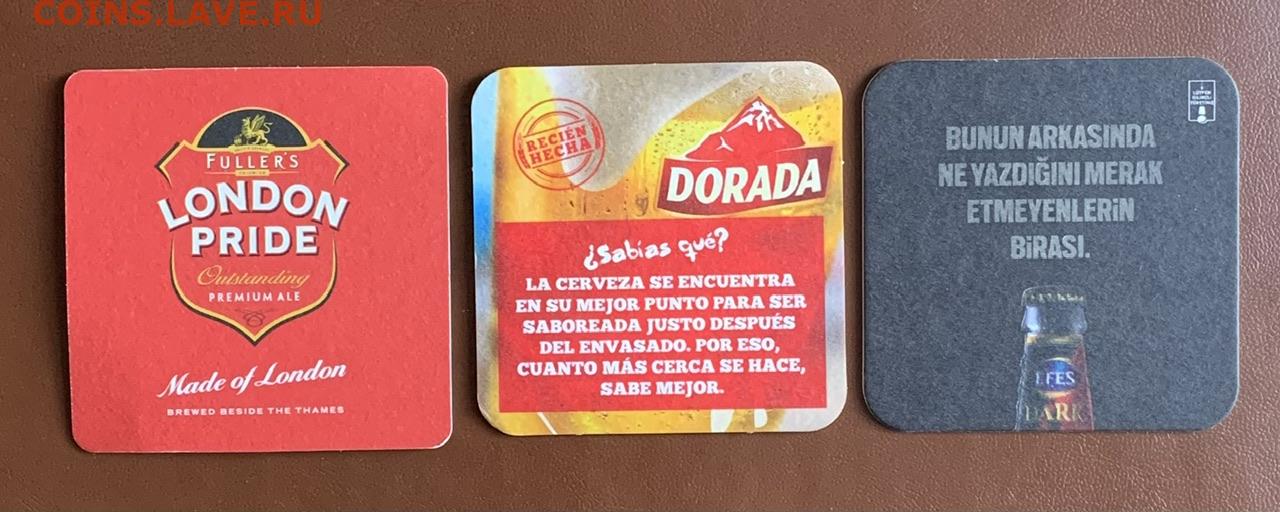 COINS.LAVE.RU
FULLER'S
LONDON
PRIDE
Outstanding
PREMIUM ALE
Made of London
BREWED BESIDE THE THAMES
RECIÉN
HECHA
DORADA
¿Sabías qué?
LA CERVEZA SE ENCUENTRA
EN SU MEJOR PUNTO PARA SER
SABOREADA JUSTO DESPUÉS
DEL ENVASADO. POR ESO,
CUANTO MÁS CERCA SE HACE,
SABE MEJOR.
BUNUN ARKASINDA
NE YAZDIĞINI MERAK
ETMEYENLERİN
BİRASI.
EFES
DARK